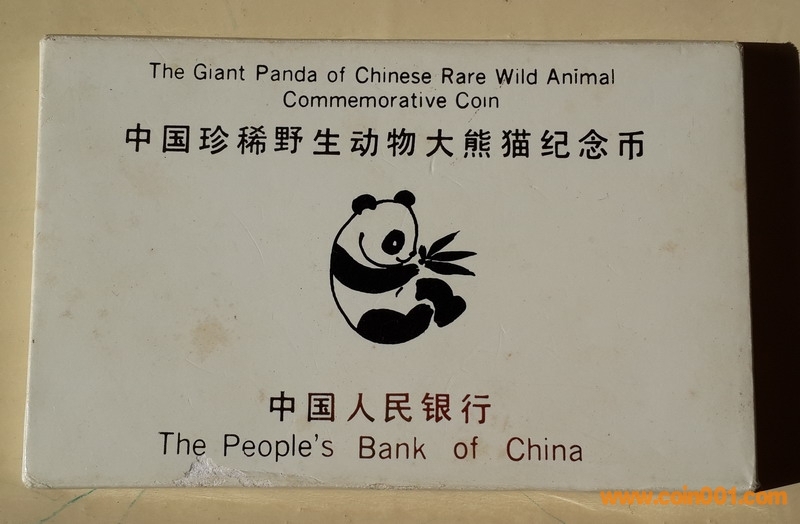 The Giant Panda of Chinese Rare Wild Animal
Commemorative Coin
中国珍稀野生动物大熊猫纪念币
中国人民银行
The People's Bank of China
www.coin001.com